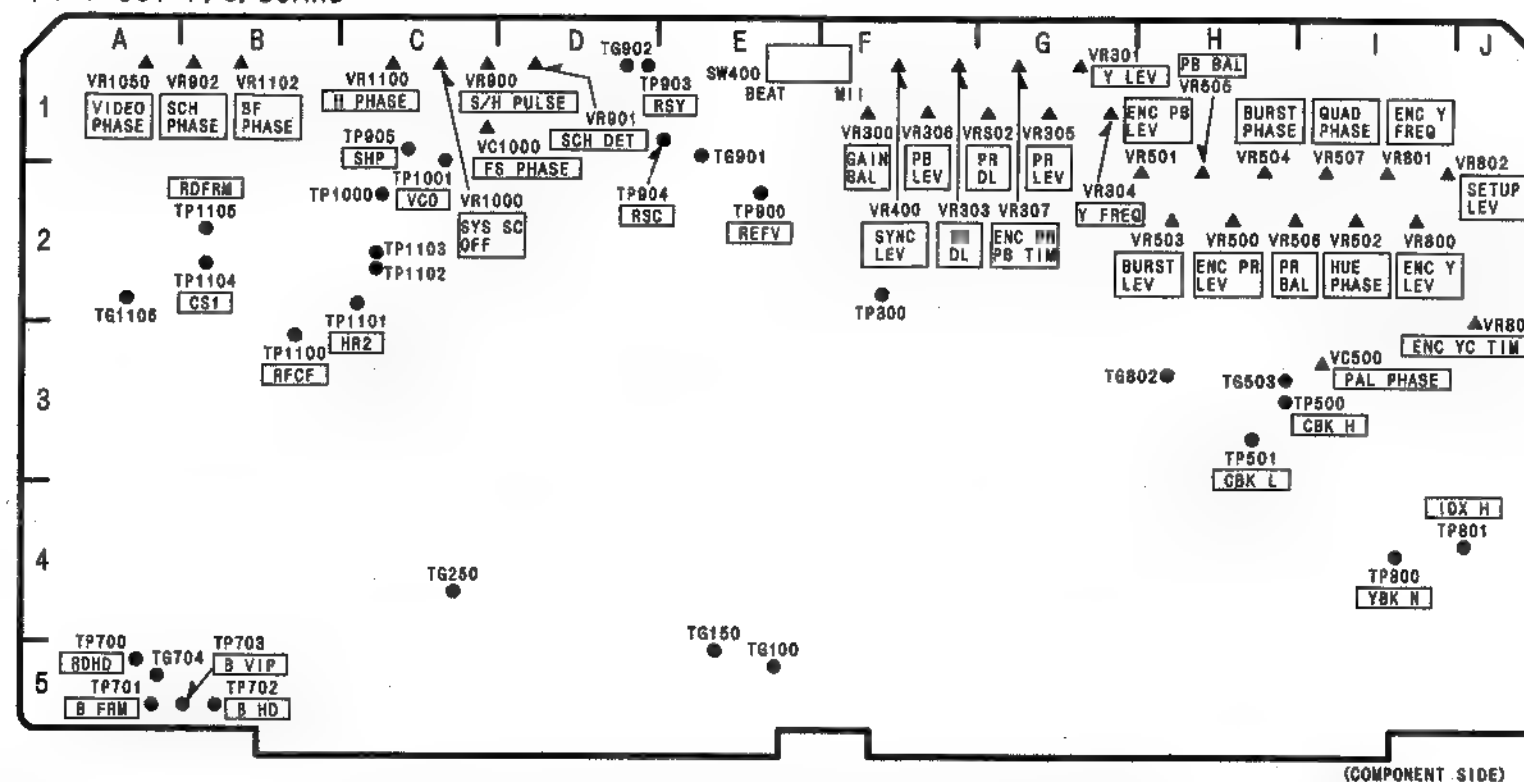 A B C D E F G H I J
1
2
3
4
5
VR1050
VIDEO
PHASE
VR902
SCH
PHASE
VR1102
BF
PHASE
VR1100
H PHASE
VR900
S/H PULSE
VR901
SCH DET
TG902
TP903
RSY
SW400
BEAT
MII
VR301
Y LEV
PB BAL
VR505
TP905
SHP
VC1000
FS PHASE
TP1000
TP1001
VCO
VR1000
SYS SC
OFF
TP904
RSC
TG901
TP900
REFV
VR300
GAIN
BAL
VR306
PB
LEV
VR302
PR
DL
VR305
PR
LEV
VR304
Y FREQ
ENC PB
LEV
VR501
BURST
PHASE
VR504
QUAD
PHASE
VR507
ENC Y
FREQ
VR801
VR802
SETUP
LEV
RDFRM
TP1105
TP1104
CS1
TG1106
TP1103
TP1102
TP1101
HR2
TP1100
RFCF
VR400
SYNC
LEV
VR303
DL
VR307
ENC
PB TIM
TP300
VR503
BURST
LEV
VR500
ENC PR
LEV
VR506
PR
BAL
VR502
HUE
PHASE
VR800
ENC Y
LEV
ENC YC TIM
VC500
PAL PHASE
TG802
TG503
TP500
CBK H
TP501
CBK L
IDX H
TP801
TP800
YBK N
TG250
TG150
TG100
TP700
RDHD
TG704
TP703
B VIP
TP701
B FRM
TP702
B HD
(COMPONENT SIDE)